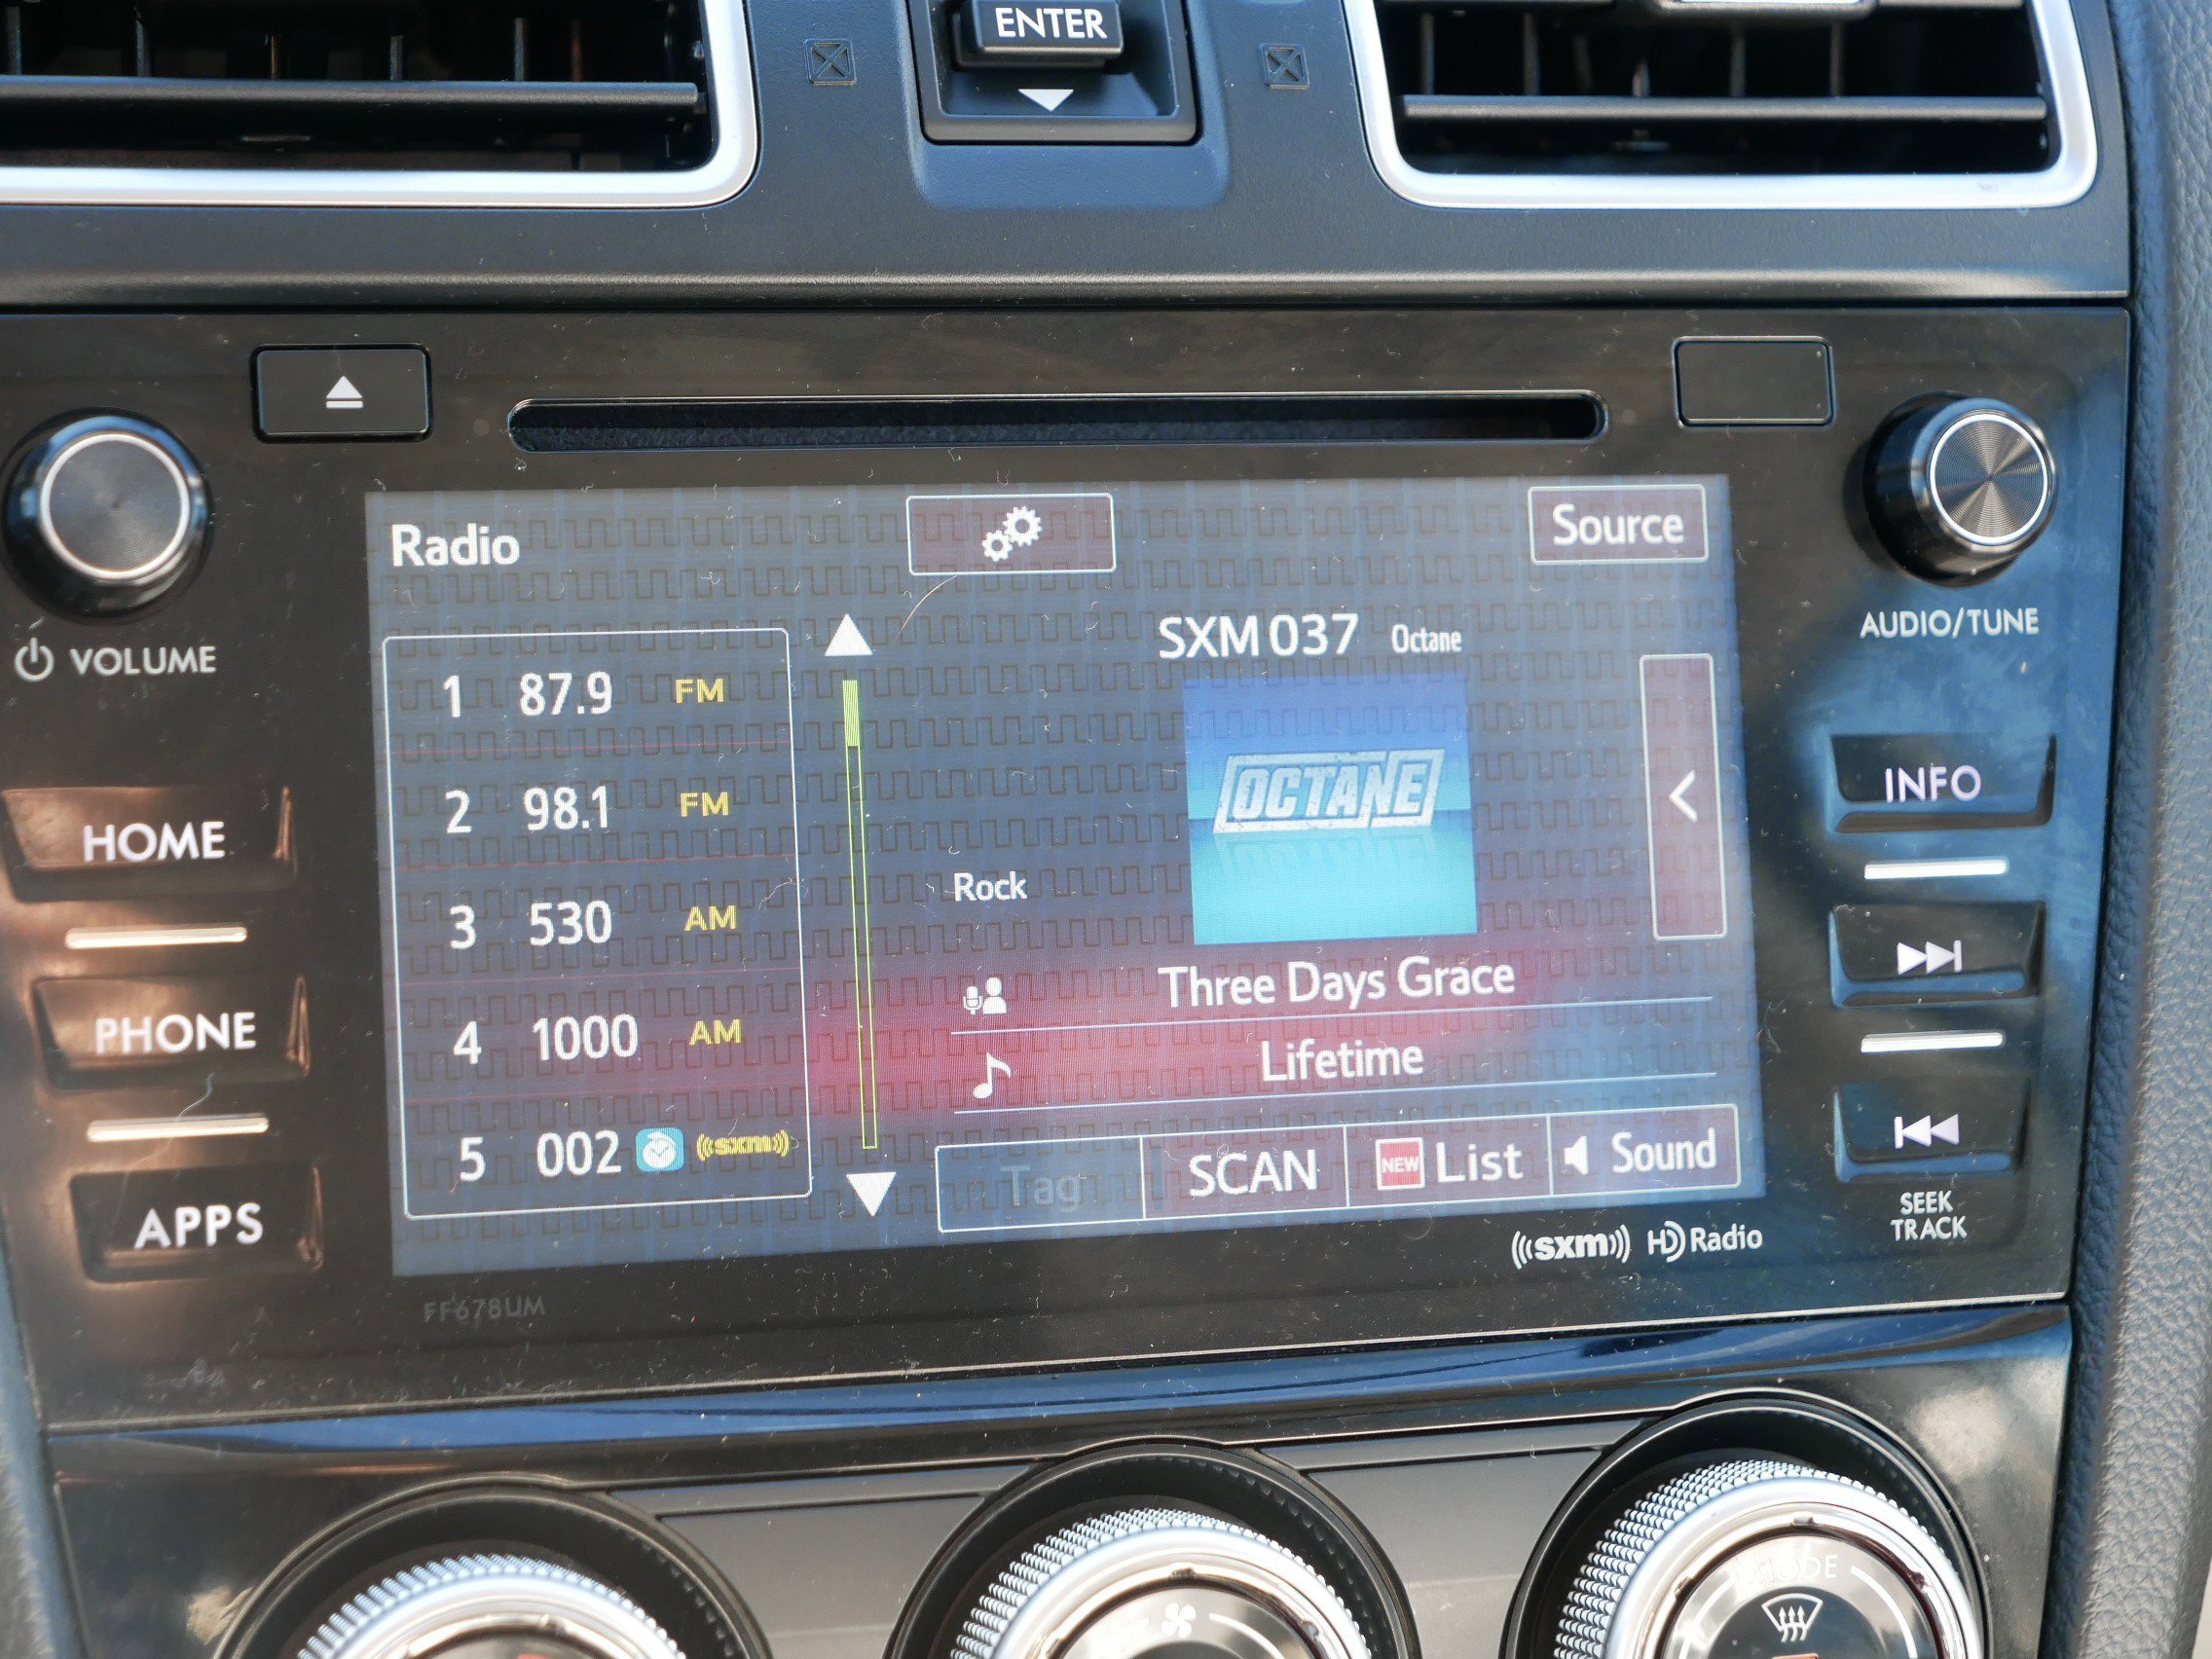 ENTER
Radio
Source
VOLUME
AUDIO/TUNE
SXM 037 Octane
1 87.9 FM
2 98.1 FM
3 530 AM
4 1000 AM
5 002 ((sxm))
OCTANE
Rock
Three Days Grace
Lifetime
Tag
SCAN
NEW List
Sound
HOME
PHONE
APPS
INFO
SEEK
TRACK
((sxm)) HD Radio
FF678UM
MODE